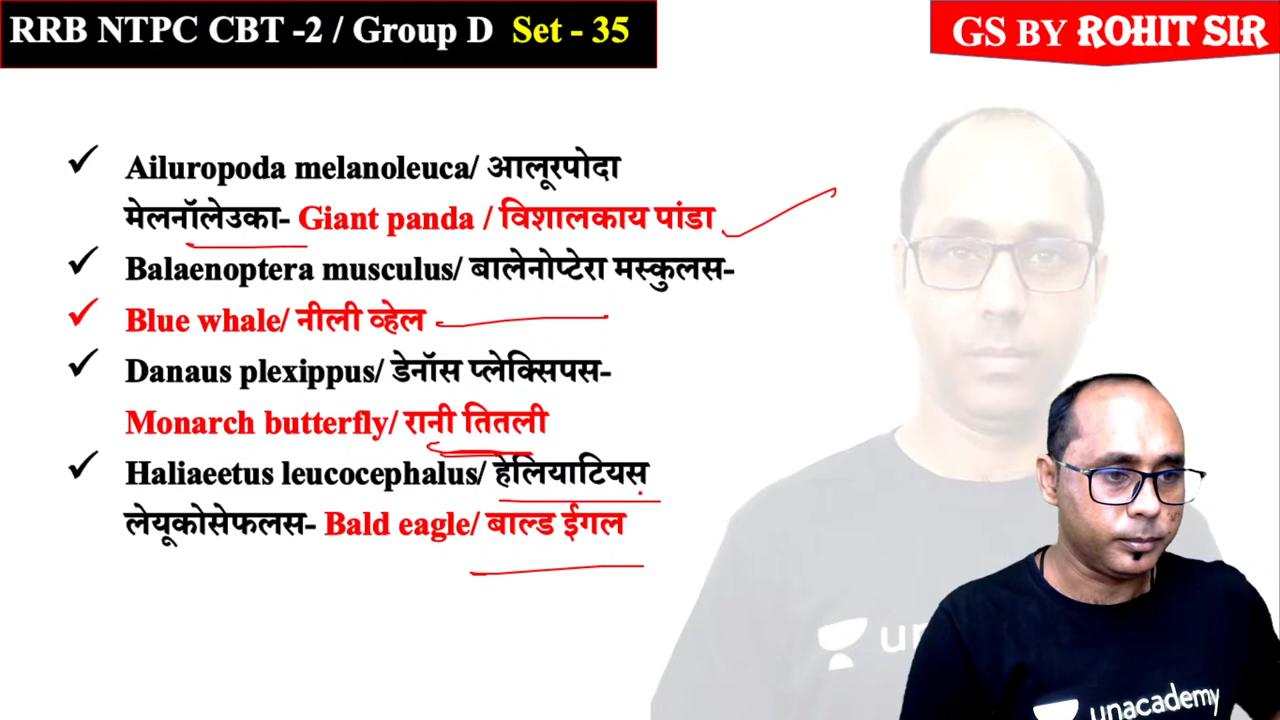 RRB NTPC CBT -2 / Group D Set - 35
GS BY ROHIT SIR
Ailuropoda melanoleuca/ आलूरपोदा
मेलनॉलेउका- Giant panda / विशालकाय पांडा
Balaenoptera musculus/ बालेनोप्टेरा मस्कुलस-
Blue whale/ नीली व्हेल
Danaus plexippus/ डेनॉस प्लेक्सिपस-
Monarch butterfly/ रानी तितली
Haliaeetus leucocephalus/ हेलियाटियस
लेयूकोसेफलस- Bald eagle/ बाल्ड ईगल
un
unacademy